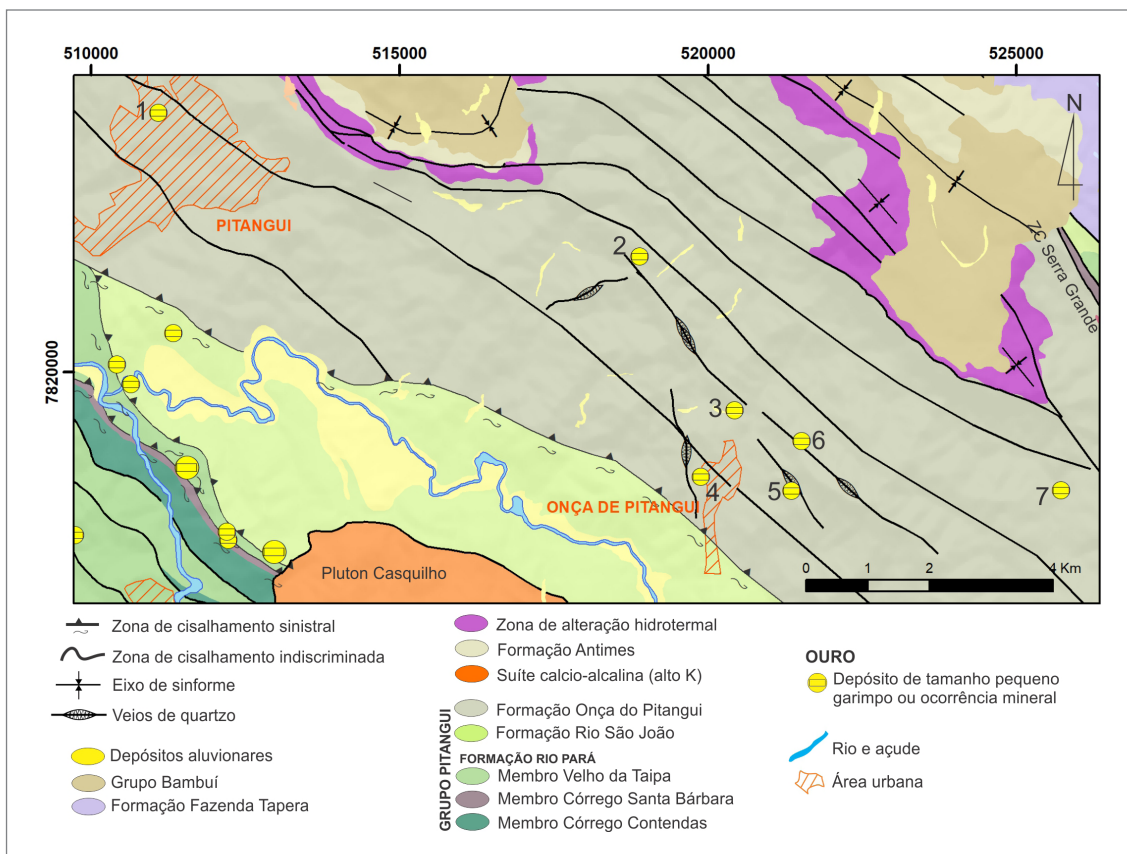 510000
515000
520000
525000
N
1
PITANGUI
2
ZC Serra Grande
7820000
3
6
4
5
7
ONÇA DE PITANGUI
Pluton Casquilho
0 1 2 4 Km
Zona de cisalhamento sinistral
Zona de cisalhamento indiscriminada
Eixo de sinforme
Veios de quartzo
Depósitos aluvionares
Grupo Bambuí
Formação Fazenda Tapera
Zona de alteração hidrotermal
Formação Antimes
Suíte calcio-alcalina (alto K)
GRUPO PITANGUI
Formação Onça do Pitangui
Formação Rio São João
FORMAÇÃO RIO PARÁ
Membro Velho da Taipa
Membro Córrego Santa Bárbara
Membro Córrego Contendas
OURO
Depósito de tamanho pequeno
garimpo ou ocorrência mineral
Rio e açude
Área urbana